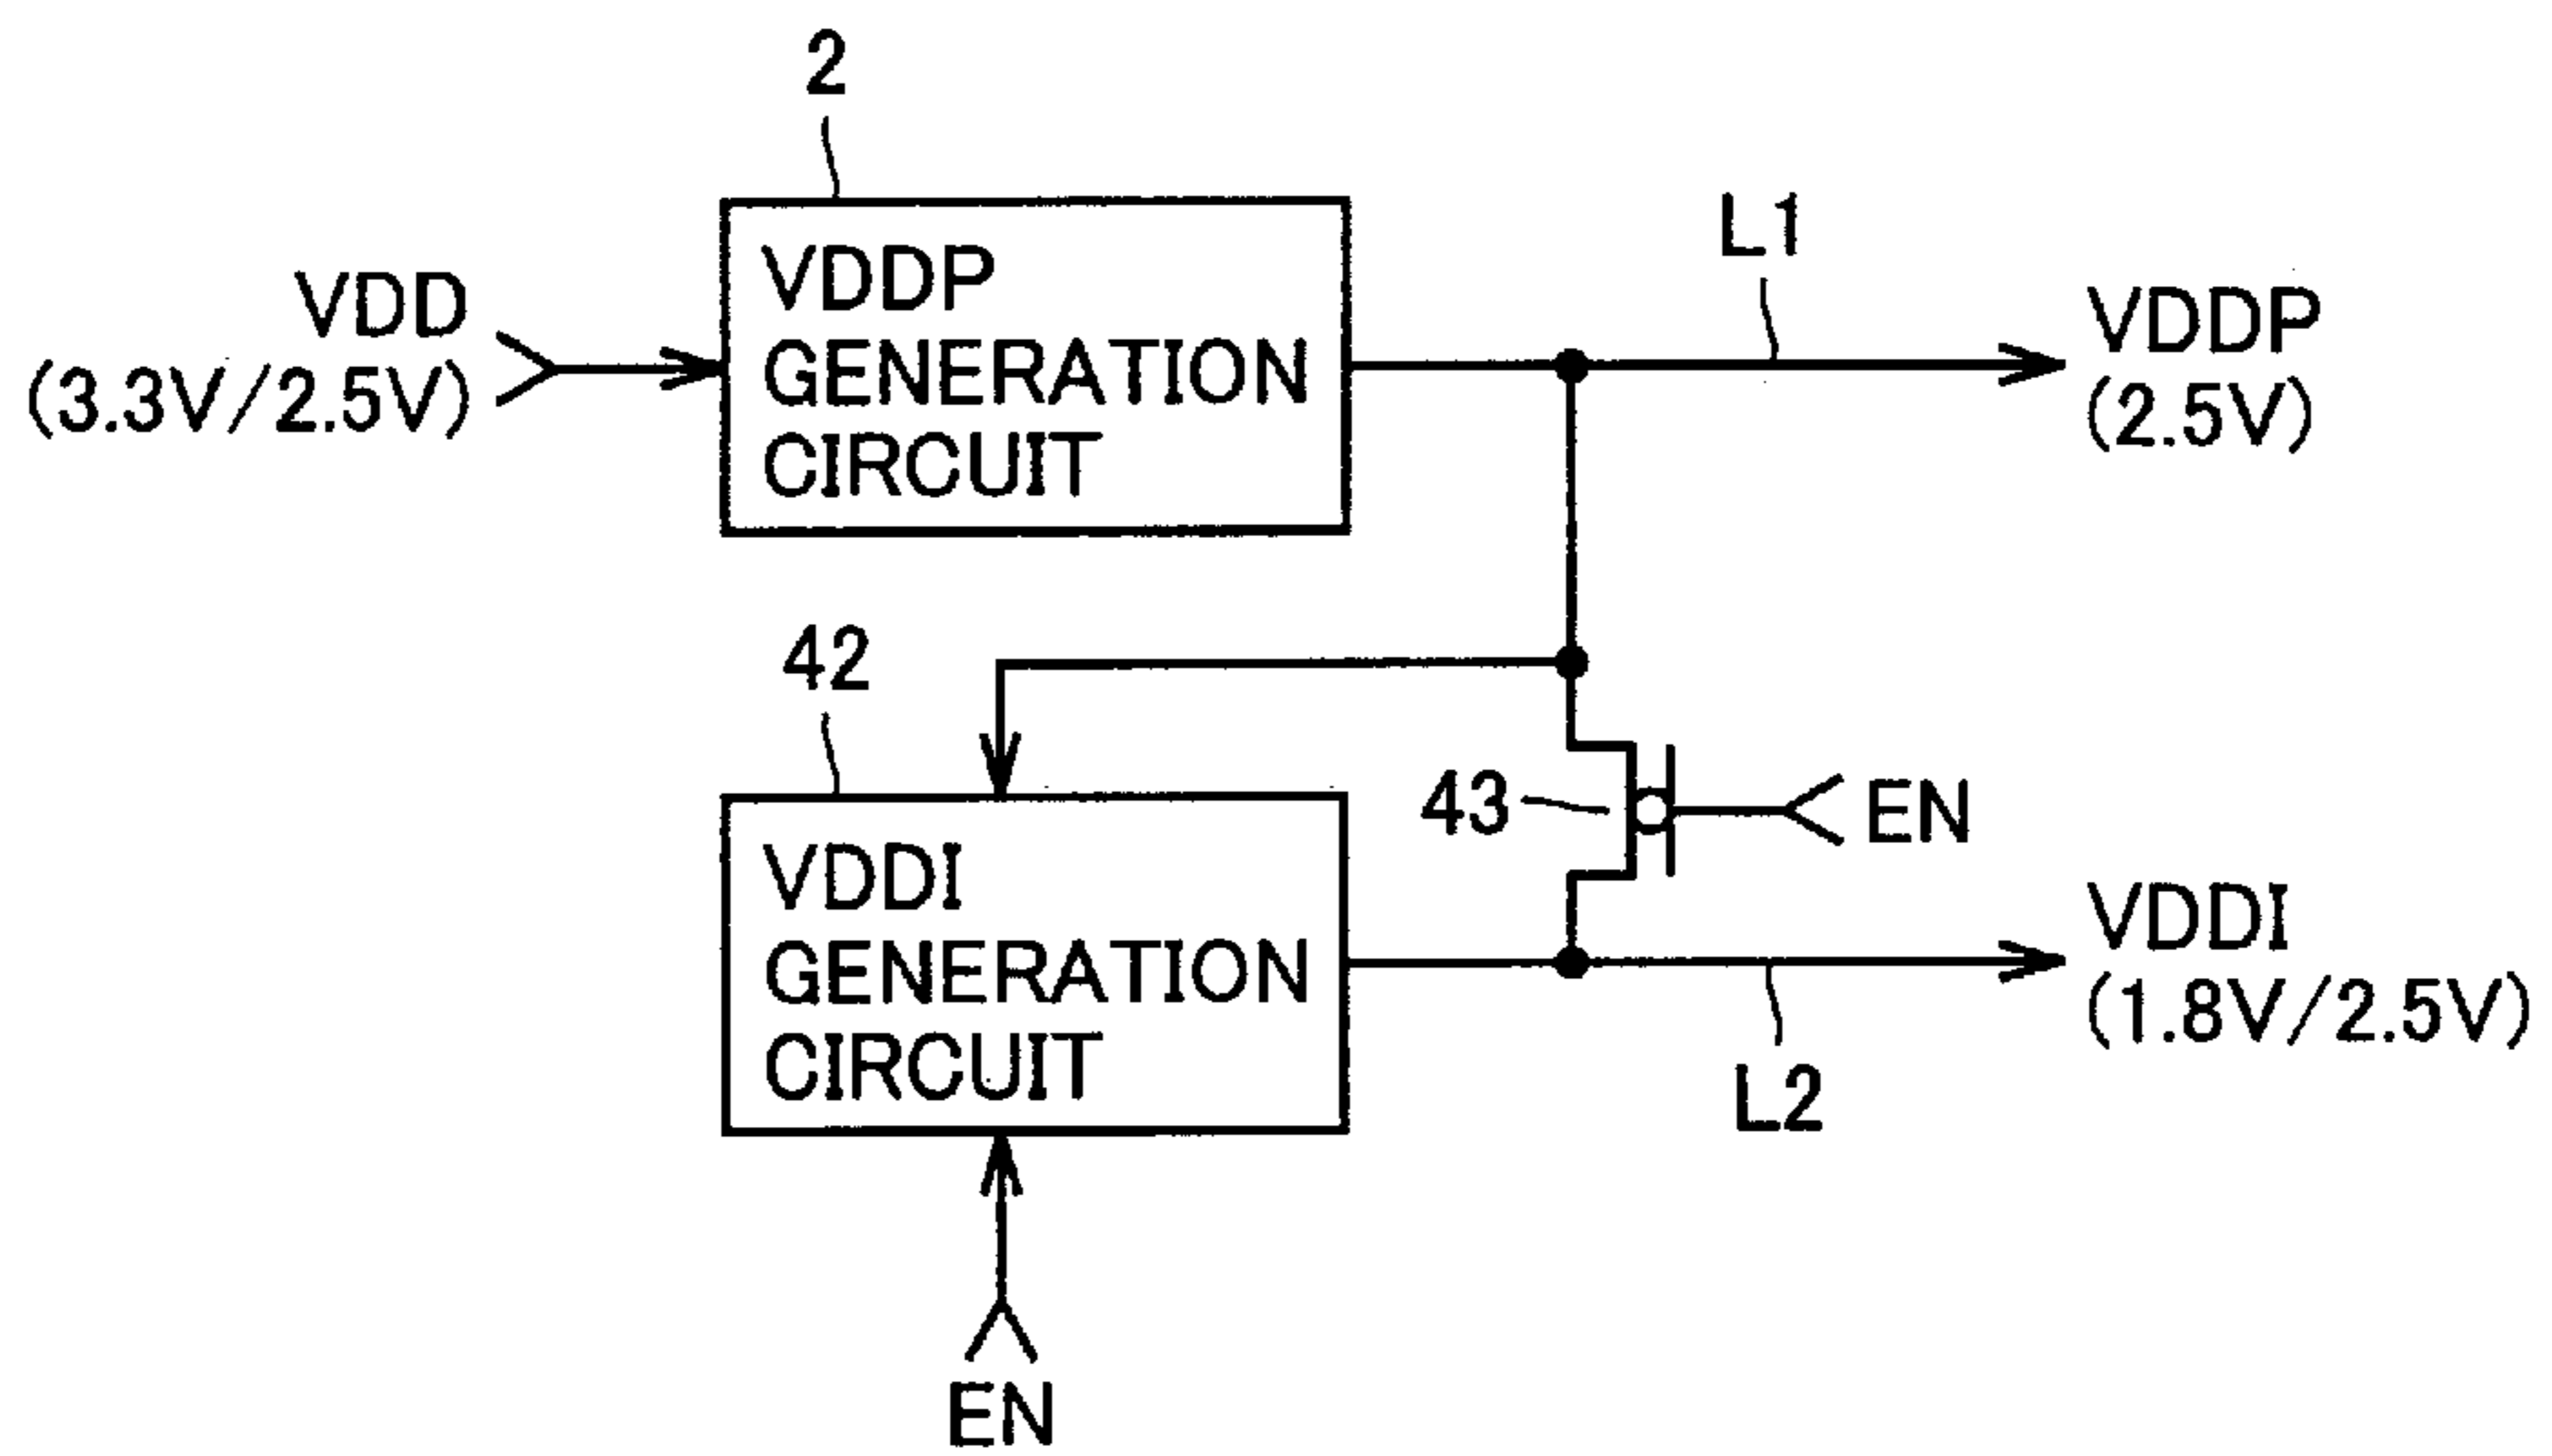 2
VDD
(3.3V/2.5V)
VDDP
GENERATION
CIRCUIT
L1
VDDP
(2.5V)
42
VDDI
GENERATION
CIRCUIT
43
EN
VDDI
(1.8V/2.5V)
L2
EN